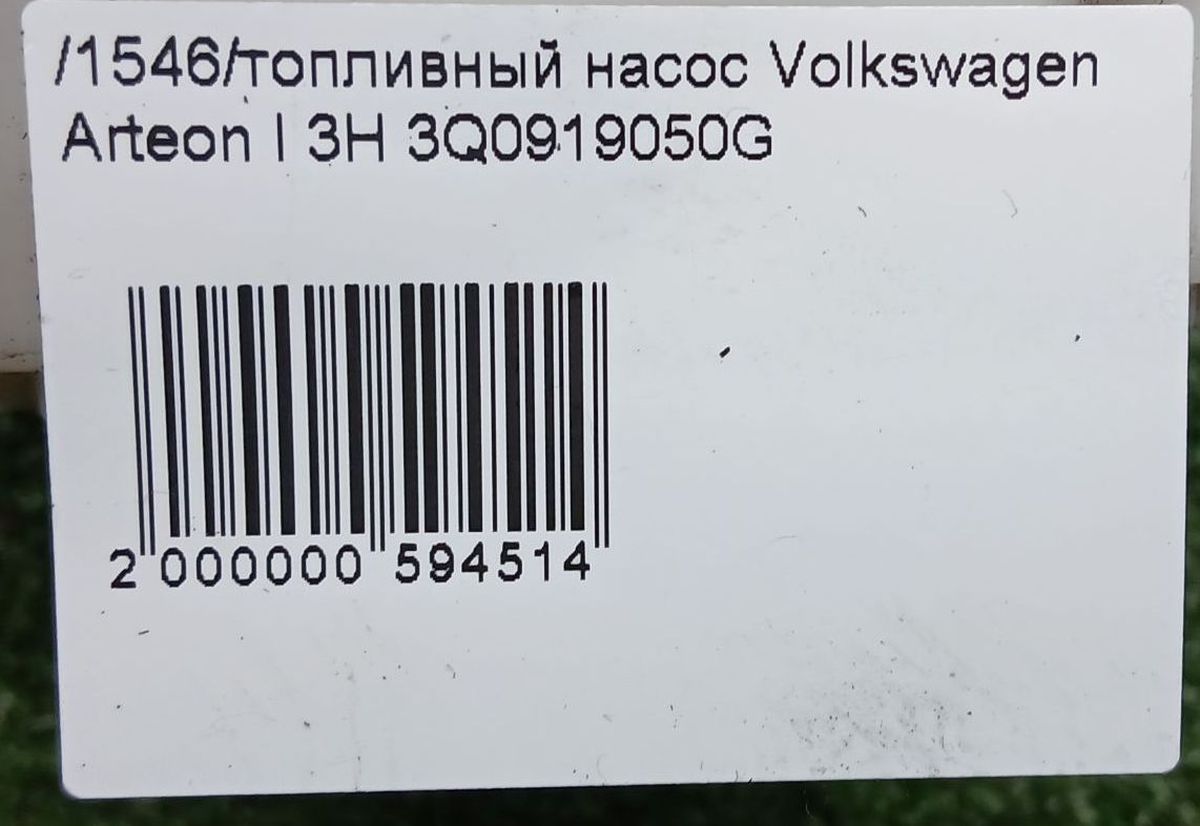 /1546/топливный насос Volkswagen
Arteon I 3H 3Q0919050G
2 000000 594514